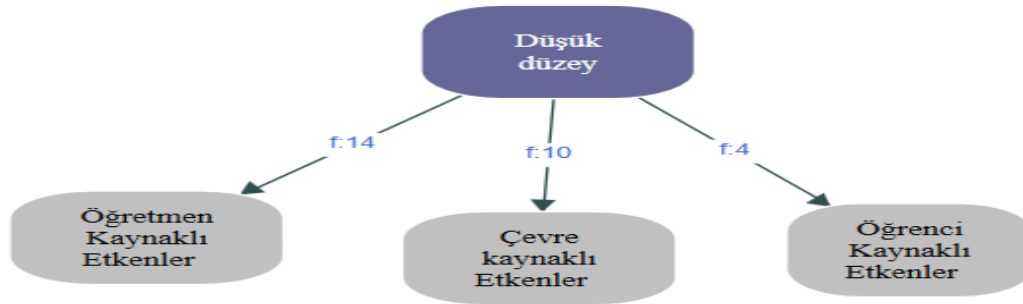 Düşük
düzey
f:14
f:10
f:4
Öğretmen
Kaynaklı
Etkenler
Çevre
kaynaklı
Etkenler
Öğrenci
Kaynaklı
Etkenler